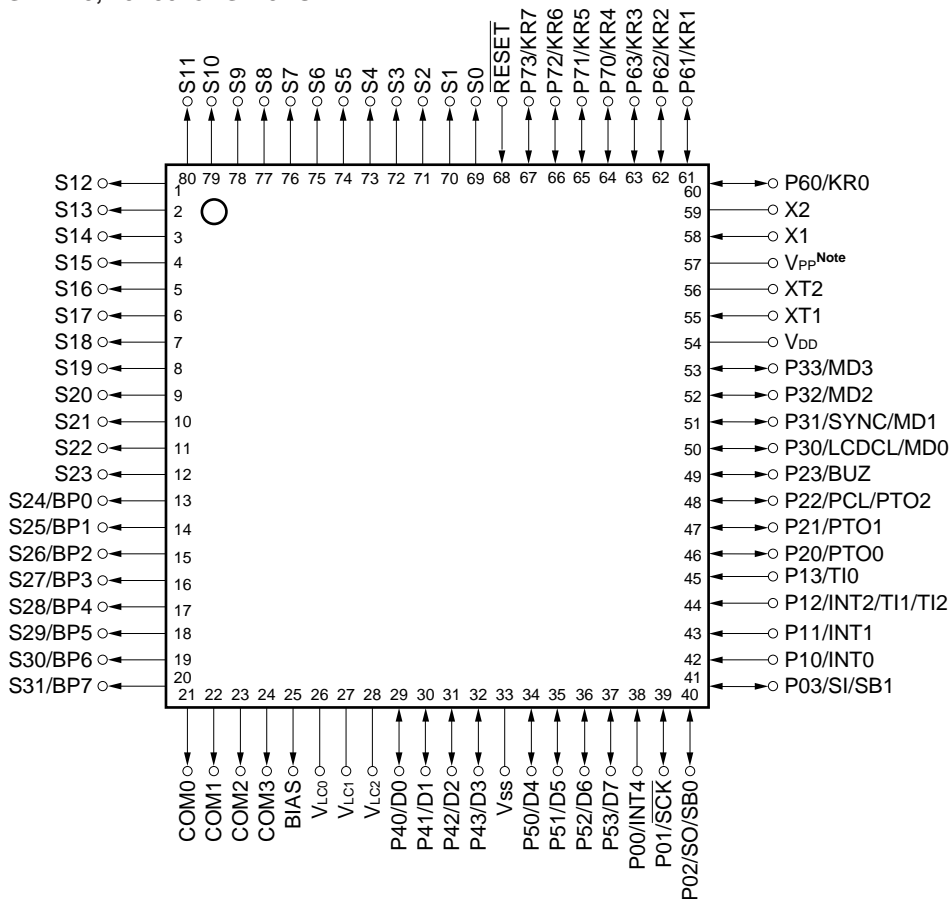 S11
S10
S9
S8
S7
S6
S5
S4
S3
S2
S1
S0
RESET
P73/KR7
P72/KR6
P71/KR5
P70/KR4
P63/KR3
P62/KR2
P61/KR1
80 79 78 77 76 75 74 73 72 71 70 69 68 67 66 65 64 63 62 61
S12 1 60 P60/KR0
S13 2 59 X2
S14 3 58 X1
S15 4 57 VPP Note
S16 5 56 XT2
S17 6 55 XT1
S18 7 54 VDD
S19 8 53 P33/MD3
S20 9 52 P32/MD2
S21 10 51 P31/SYNC/MD1
S22 11 50 P30/LCDCL/MD0
S23 12 49 P23/BUZ
S24/BP0 13 48 P22/PCL/PTO2
S25/BP1 14 47 P21/PTO1
S26/BP2 15 46 P20/PTO0
S27/BP3 16 45 P13/TI0
S28/BP4 17 44 P12/INT2/TI1/TI2
S29/BP5 18 43 P11/INT1
S30/BP6 19 42 P10/INT0
S31/BP7 20 41 P03/SI/SB1
21 22 23 24 25 26 27 28 29 30 31 32 33 34 35 36 37 38 39 40
COM0
COM1
COM2
COM3
BIAS
VLC0
VLC1
VLC2
P40/D0
P41/D1
P42/D2
P43/D3
Vss
P50/D4
P51/D5
P52/D6
P53/D7
P00/INT4
P01/SCK
P02/SO/SB0